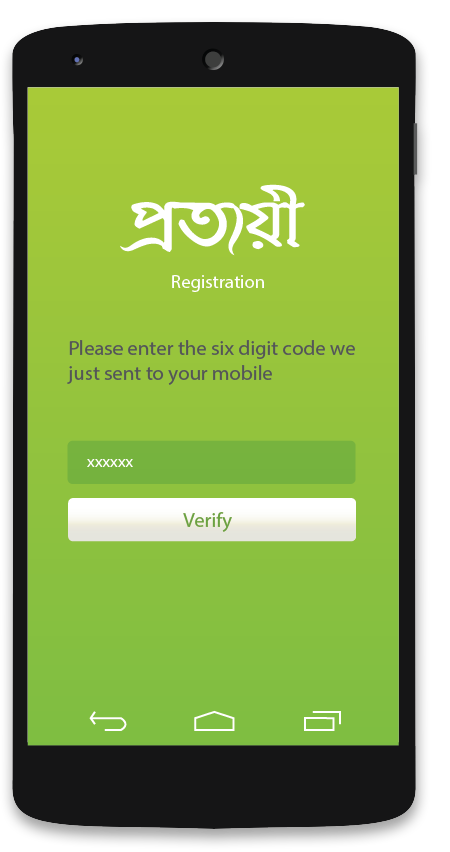 প্রত্যয়ী
Registration
Please enter the six digit code we
just sent to your mobile
xxxxxx
Verify